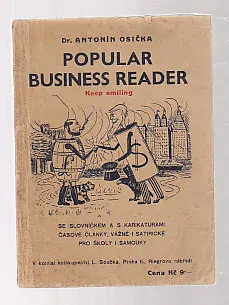 Dr. ANTONÍN OSIČKA
POPULAR
BUSINESS READER
Keep smiling
$
SE SLOVNÍČKEM A S KARIKATURAMI
ČASOVÉ ČLÁNKY, VÁŽNÉ I SATIRICKÉ
PRO ŠKOLY I SAMOUKY
V komisi knihkupectví L. Součka, Praha II, Riegrovo nábřeží
Cena Kč 9·—